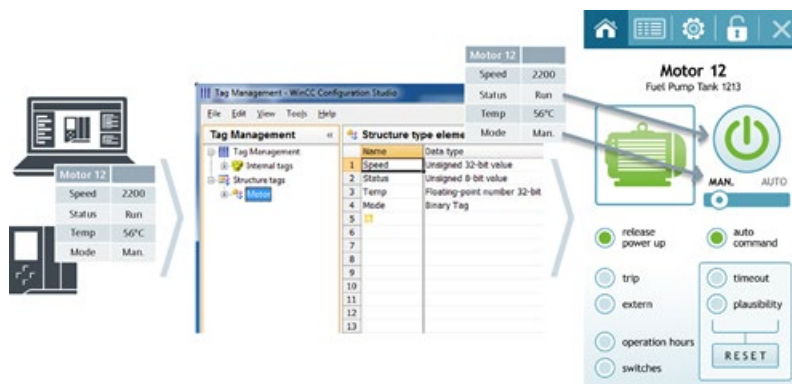 Motor 12
Speed 2200
Status Run
Temp 56°C
Mode Man.
Tag Management - WinCC Configuration Studio
File Edit View Tools Help
Tag Management «
Tag Management
Internal tags
Structure tags
Motor
Structure type eleme
Name Data type
1 Speed Unsigned 32-bit value
2 Status Unsigned 8-bit value
3 Temp Floating-point number 32-bit
4 Mode Binary Tag
5
6
7
8
9
10
11
12
13
Motor 12
Speed 2200
Status Run
Temp 56°C
Mode Man.
Motor 12
Fuel Pump Tank 1213
MAN. AUTO
release
power up
auto
command
trip
timeout
extern
plausibility
operation hours
switches
RESET